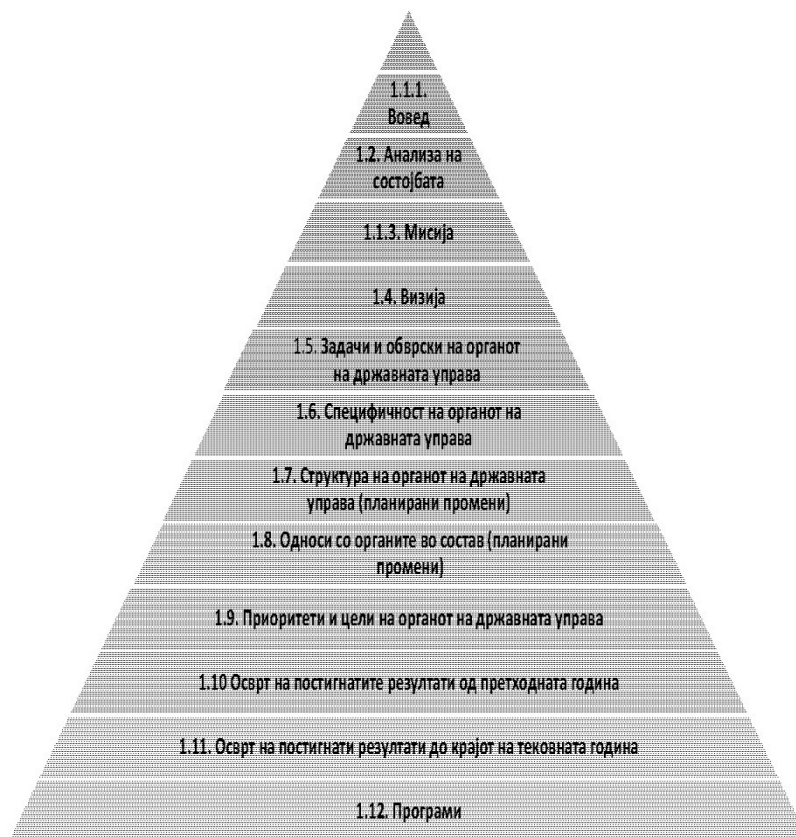 1.1.1.
Вовед
1.2. Анализа на
состојбата
1.1.3. Мисија
1.4. Визија
1.5. Задачи и обврски на органот
на државната управа
1.6. Специфичност на органот на
државната управа
1.7. Структура на органот на државната
управа (планирани промени)
1.8. Односи со органите во состав (планирани
промени)
1.9. Приоритети и цели на органот на државната управа
1.10 Осврт на постигнатите резултати од претходната година
1.11. Осврт на постигнати резултати до крајот на тековната година
1.12. Програми